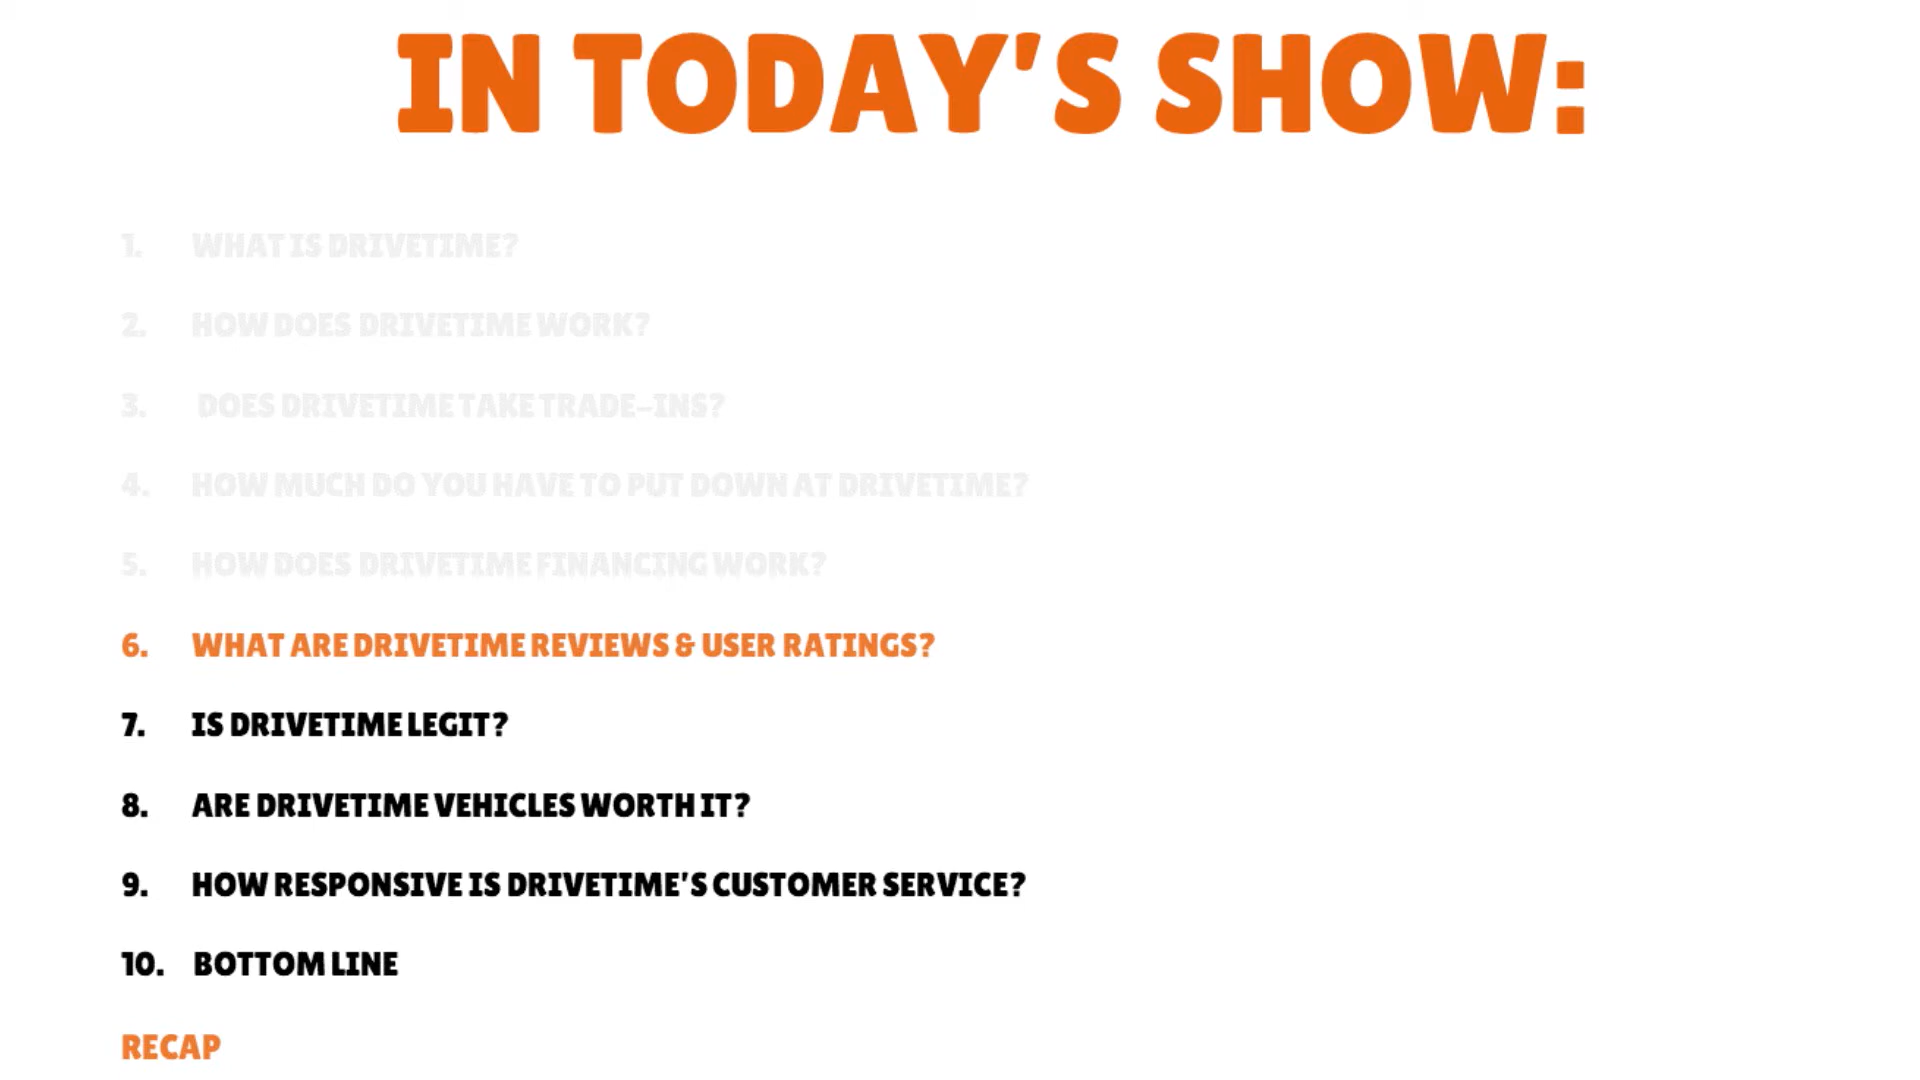 IN TODAY'S SHOW:
1. WHAT IS DRIVETIME?
2. HOW DOES DRIVETIME WORK?
3. DOES DRIVETIME TAKE TRADE-INS?
4. HOW MUCH DO YOU HAVE TO PUT DOWN AT DRIVETIME?
5. HOW DOES DRIVETIME FINANCING WORK?
6. WHAT ARE DRIVETIME REVIEWS & USER RATINGS?
7. IS DRIVETIME LEGIT?
8. ARE DRIVETIME VEHICLES WORTH IT?
9. HOW RESPONSIVE IS DRIVETIME'S CUSTOMER SERVICE?
10. BOTTOM LINE
RECAP